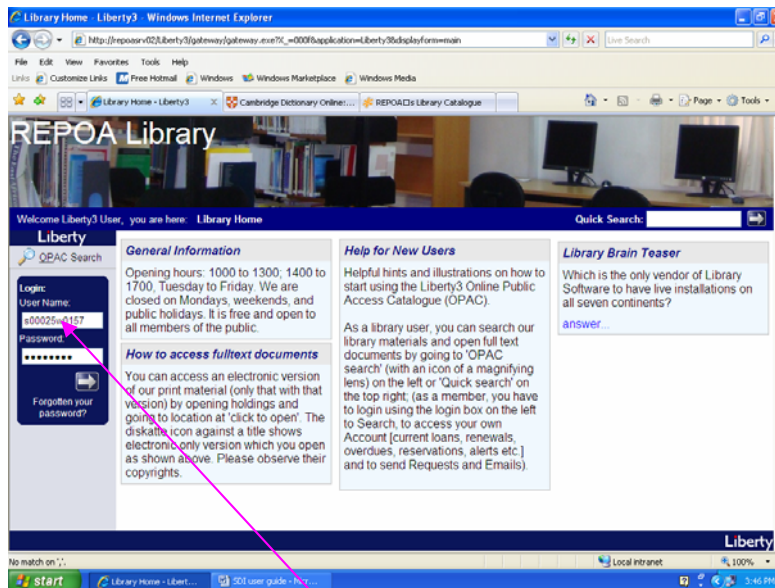 Library Home - Liberty3 - Windows Internet Explorer
http://repoasrv02/Liberty3/gateway/gateway.exe?X_=000f&application=Liberty3&displayform=main
Live Search
File Edit View Favorites Tools Help
Links Customize Links Free Hotmail Windows Windows Marketplace Windows Media
Library Home - Liberty3 Cambridge Dictionary Online:... REPOA□s Library Catalogue Page Tools
REPOA Library
Welcome Liberty3 User, you are here: Library Home Quick Search:
Liberty
OPAC Search
Login:
User Name:
Password:
Forgotten your
password?
General Information
Opening hours: 1000 to 1300; 1400 to
1700, Tuesday to Friday. We are
closed on Mondays, weekends, and
public holidays. It is free and open to
all members of the public.
How to access fulltext documents
You can access an electronic version
of our print material (only that with that
version) by opening holdings and
going to location at 'click to open'. The
diskatte icon against a title shows
electronic only version which you open
as shown above. Please observe their
copyrights.
Help for New Users
Helpful hints and illustrations on how to
start using the Liberty3 Online Public
Access Catalogue (OPAC).
As a library user, you can search our
library materials and open full text
documents by going to 'OPAC
search' (with an icon of a magnifying
lens) on the left or 'Quick search' on
the top right; (as a member, you have
to login using the login box on the left
to Search, to access your own
Account [current loans, renewals,
overdues, reservations, alerts etc.]
and to send Requests and Emails).
Library Brain Teaser
Which is the only vendor of Library
Software to have live installations on
all seven continents?
answer...
Liberty
No match on ';'. Local intranet 100%
start Library Home - Libert... SDI user guide - Micr... 3:46 PM